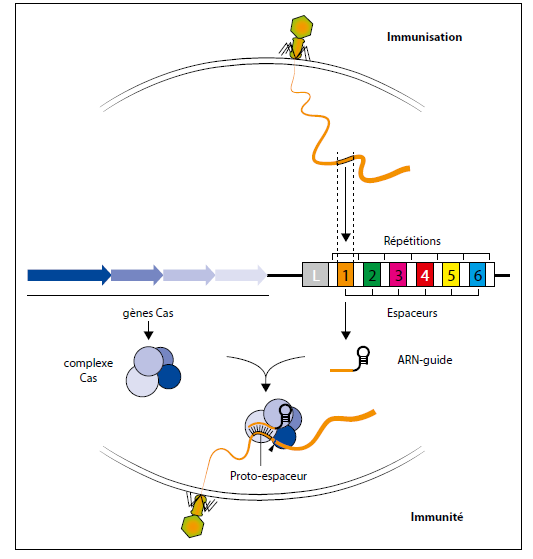 Immunisation
Répétitions
L 1 2 3 4 5 6
gènes Cas
Espaceurs
complexe
Cas
ARN-guide
Proto-espaceur
Immunité